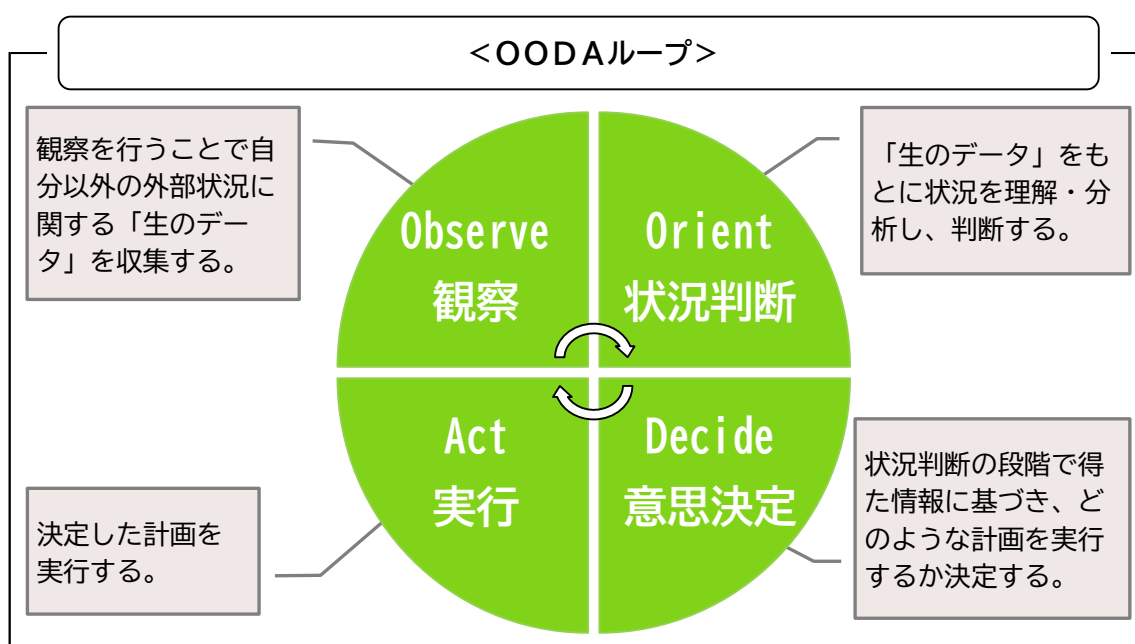 <OODAループ>
観察を行うことで自
分以外の外部状況に
関する「生のデー
タ」を収集する。
Observe
観察
Orient
状況判断
「生のデータ」をも
とに状況を理解・分
析し、判断する。
決定した計画を
実行する。
Act
実行
Decide
意思決定
状況判断の段階で得
た情報に基づき、ど
のような計画を実行
するか決定する。